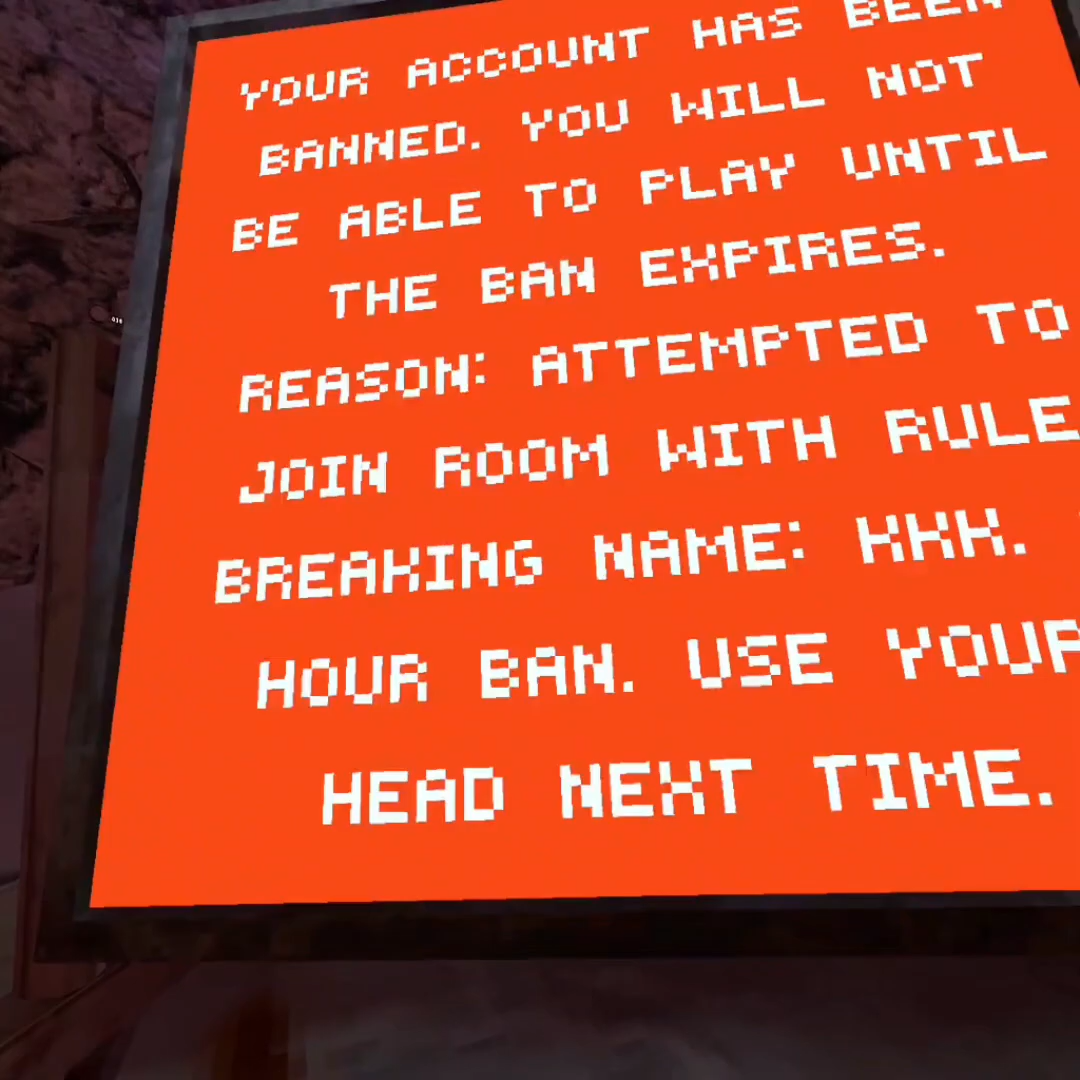 YOUR ACCOUNT HAS BEEN
BANNED. YOU WILL NOT
BE ABLE TO PLAY UNTIL
THE BAN EXPIRES.
REASON: ATTEMPTED TO
JOIN ROOM WITH RULE
BREAKING NAME: KKK.
HOUR BAN. USE YOUR
HEAD NEXT TIME.